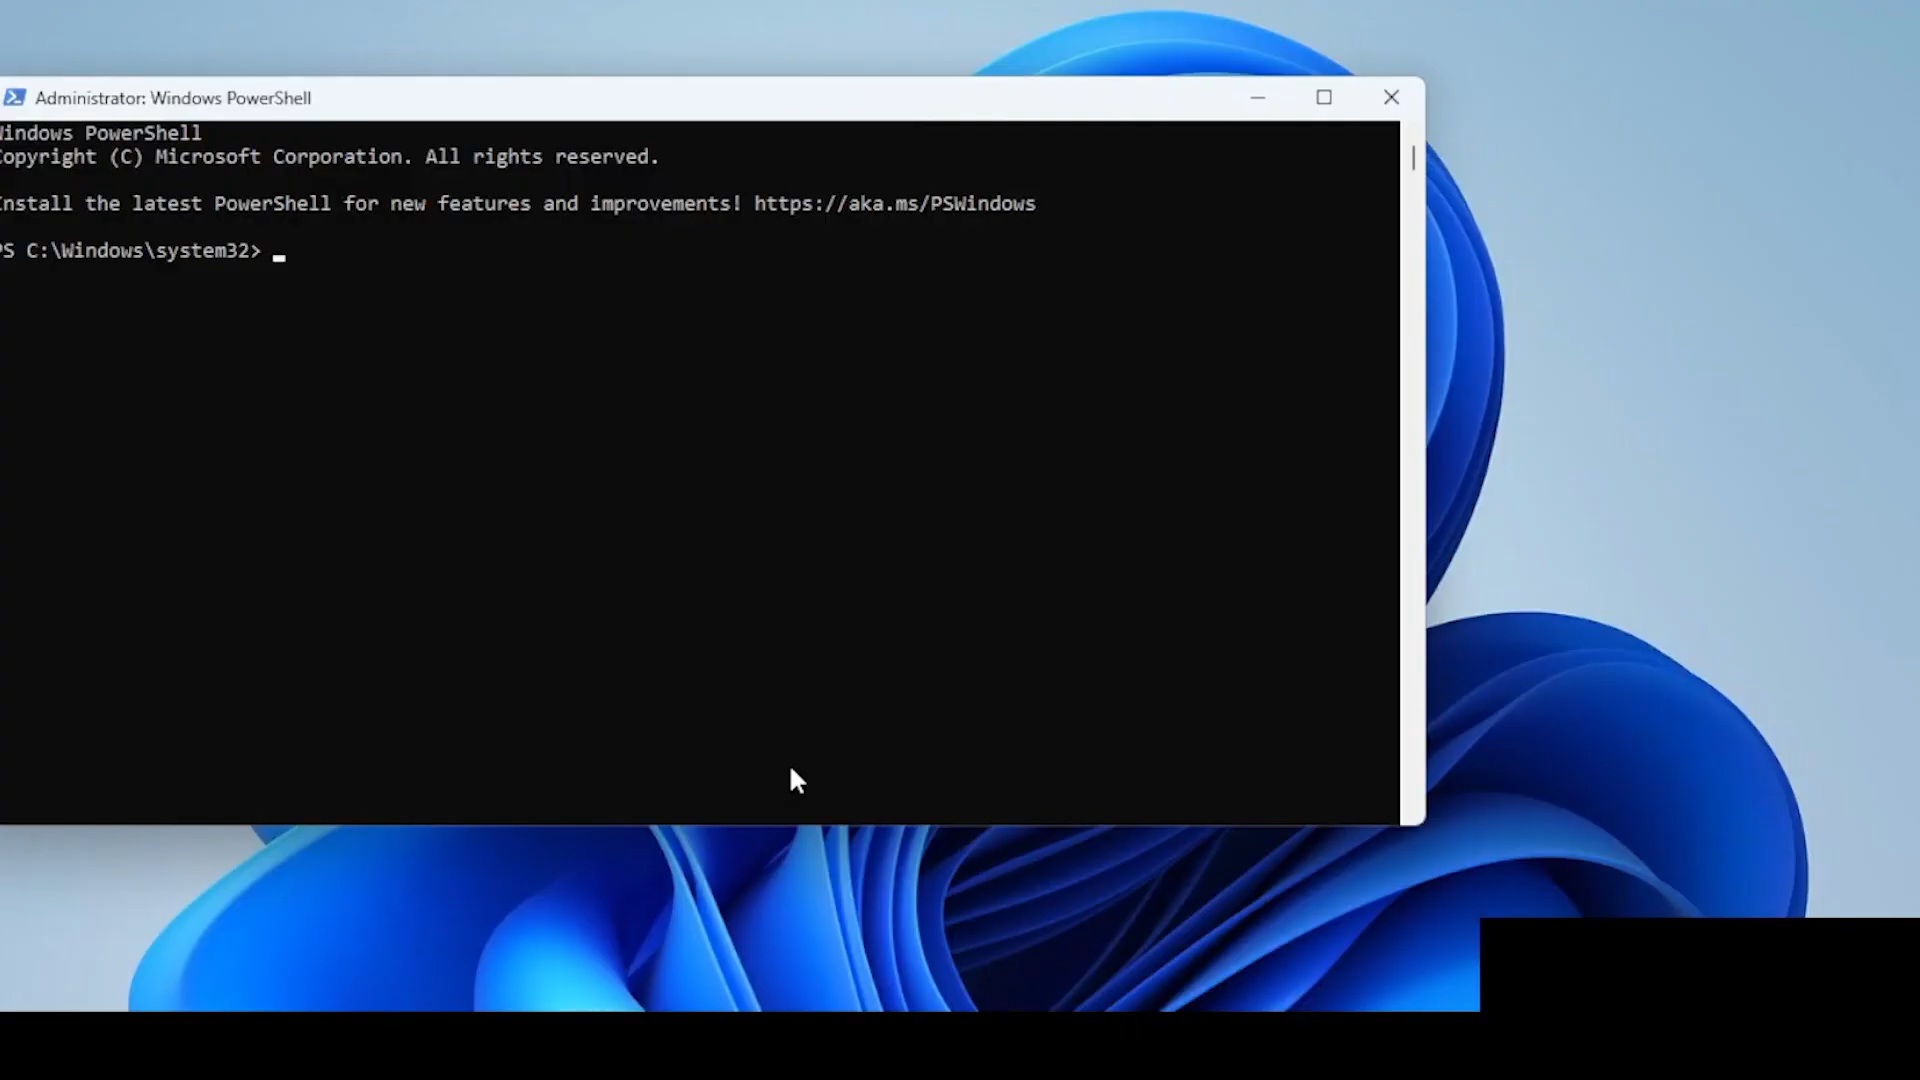 Administrator: Windows PowerShell
Windows PowerShell
Copyright (C) Microsoft Corporation. All rights reserved.
Install the latest PowerShell for new features and improvements! https://aka.ms/PSWindows
PS C:\Windows\system32>